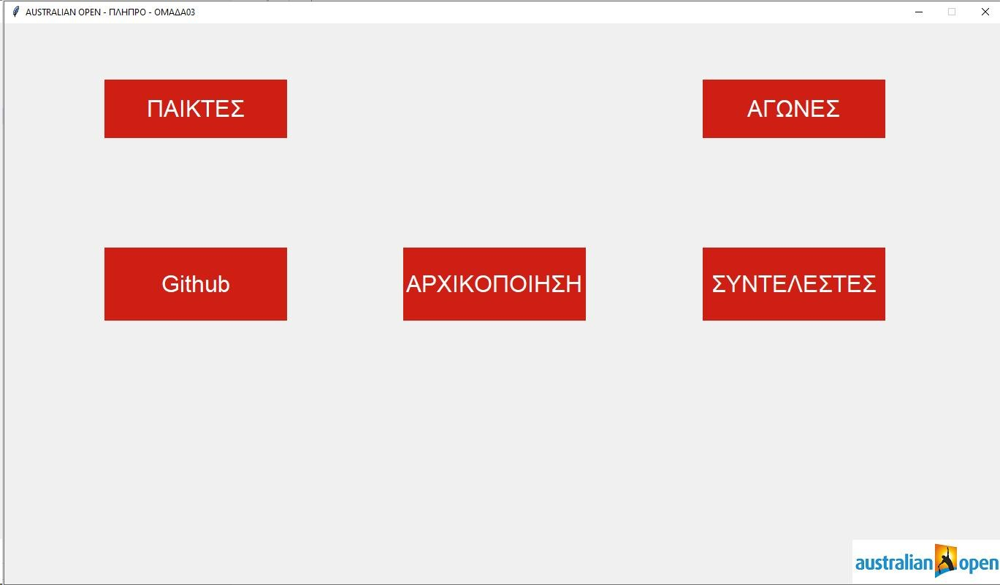 AUSTRALIAN OPEN - ΠΛΗΠΡΟ - ΟΜΑΔΑ03
ΠΑΙΚΤΕΣ
ΑΓΩΝΕΣ
Github
ΑΡΧΙΚΟΠΟΙΗΣΗ
ΣΥΝΤΕΛΕΣΤΕΣ
australian open